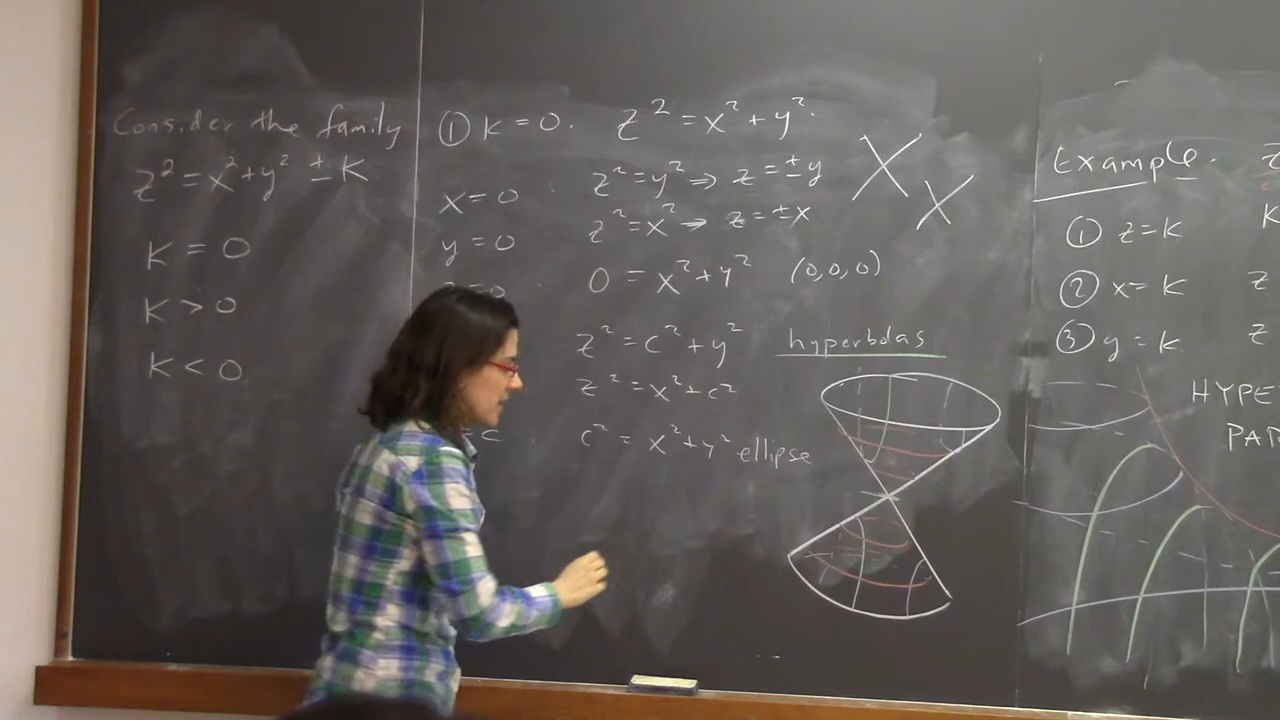 Consider the family
z² = x² + y² ± K
K = 0
K > 0
K < 0
① K = 0. z² = x² + y².
x = 0 : z² = y² ⇒ z = ± y
y = 0 z² = x² ⇒ z = ± x
= 0 . 0 = x² + y² (0,0,0)
z² = c² + y² hyperbolas
z² = x² + c²
= c c² = x² + y² ellipse
Example.
① z = K
② x = K z
③ y = K z
HYPE
PAR